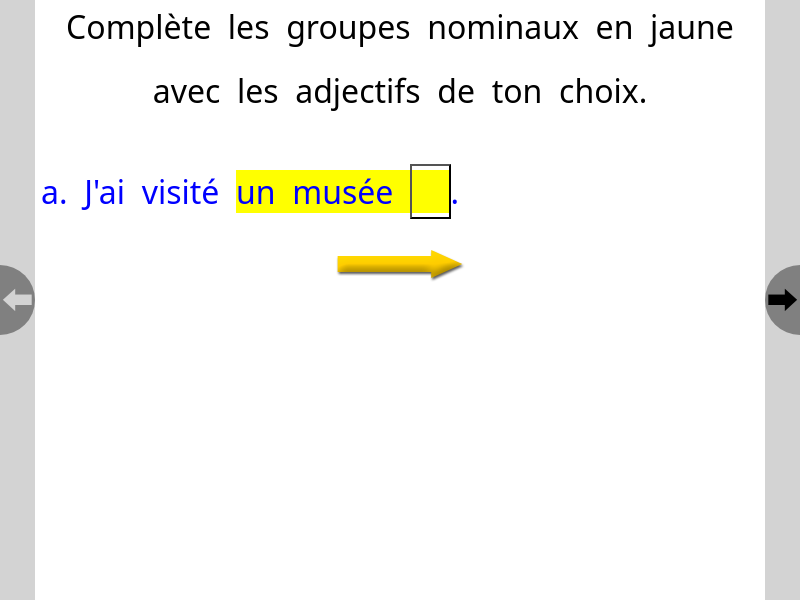 Complète les groupes nominaux en jaune
avec les adjectifs de ton choix.
a. J'ai visité un musée .